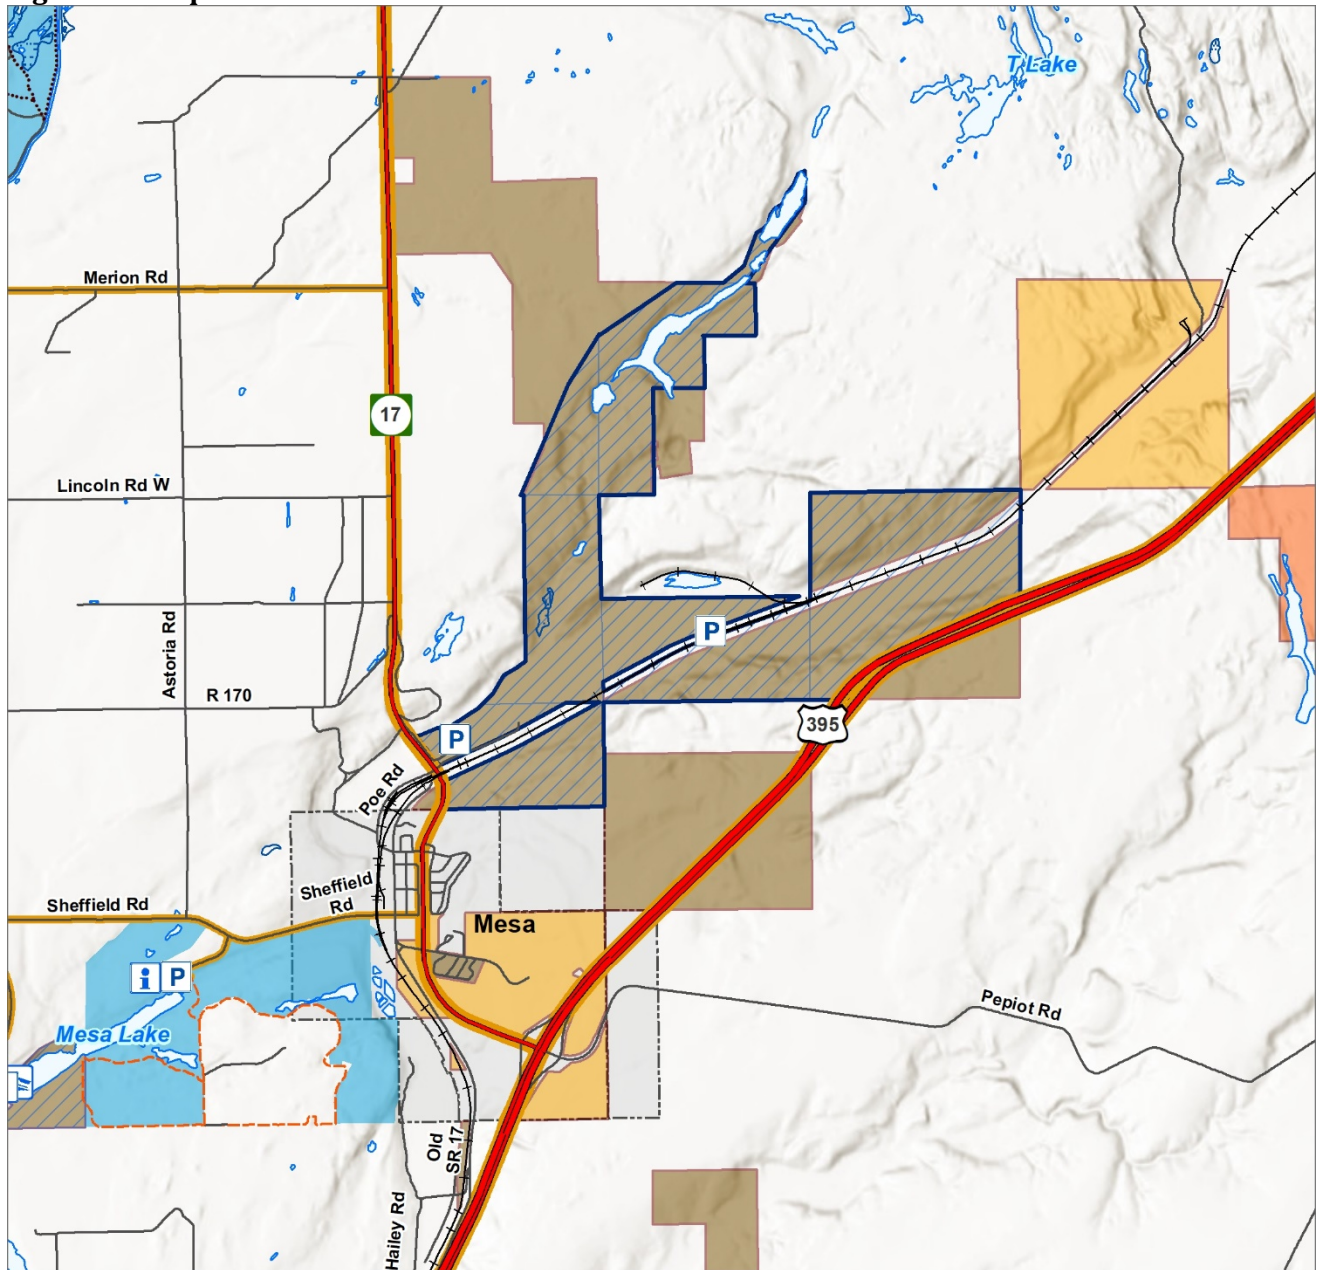 T Lake
Merion Rd
17
Lincoln Rd W
Astoria Rd
R 170
P
P
395
Poe Rd
Sheffield
Rd
Sheffield Rd
Mesa
i P
Mesa Lake
Pepiot Rd
Old
SR 17
Hailey Rd